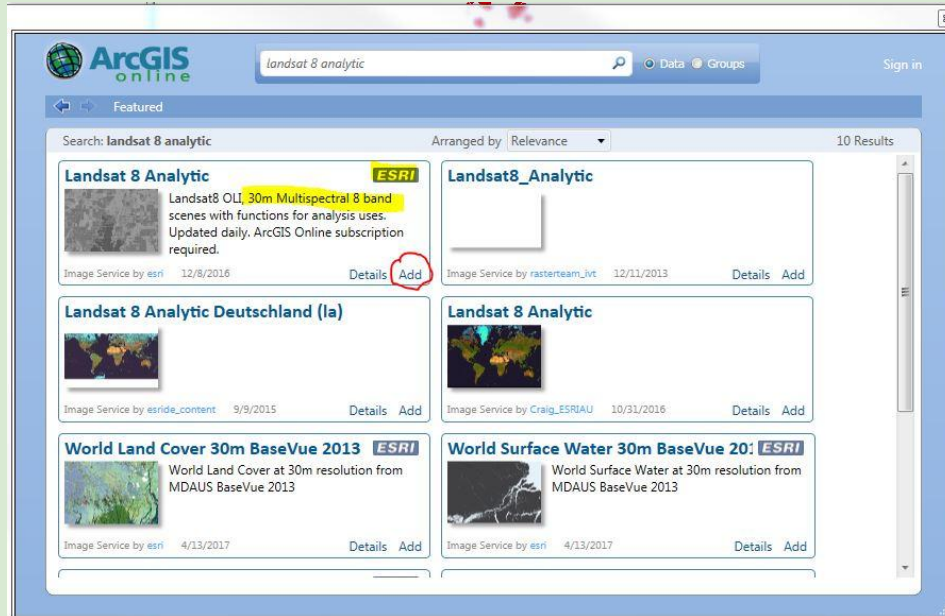 ArcGIS
online
landsat 8 analytic
Data Groups
Sign in
Featured
Search: landsat 8 analytic
Arranged by Relevance
10 Results
Landsat 8 Analytic
ESRI
Landsat8 OLI, 30m Multispectral 8 band
scenes with functions for analysis uses.
Updated daily. ArcGIS Online subscription
required.
Image Service by esri 12/8/2016
Details Add
Landsat8_Analytic
Image Service by rasterteam_ivt 12/11/2013
Details Add
Landsat 8 Analytic Deutschland (la)
Image Service by esride_content 9/9/2015
Details Add
Landsat 8 Analytic
Image Service by Craig_ESRIAU 10/31/2016
Details Add
World Land Cover 30m BaseVue 2013
ESRI
World Land Cover at 30m resolution from
MDAUS BaseVue 2013
Image Service by esri 4/13/2017
Details Add
World Surface Water 30m BaseVue 201
ESRI
World Surface Water at 30m resolution from
MDAUS BaseVue 2013
Image Service by esri 4/13/2017
Details Add